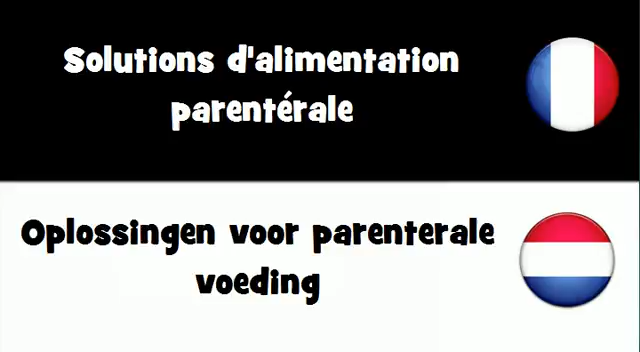 Solutions d'alimentation
parentérale
Oplossingen voor parenterale
voeding